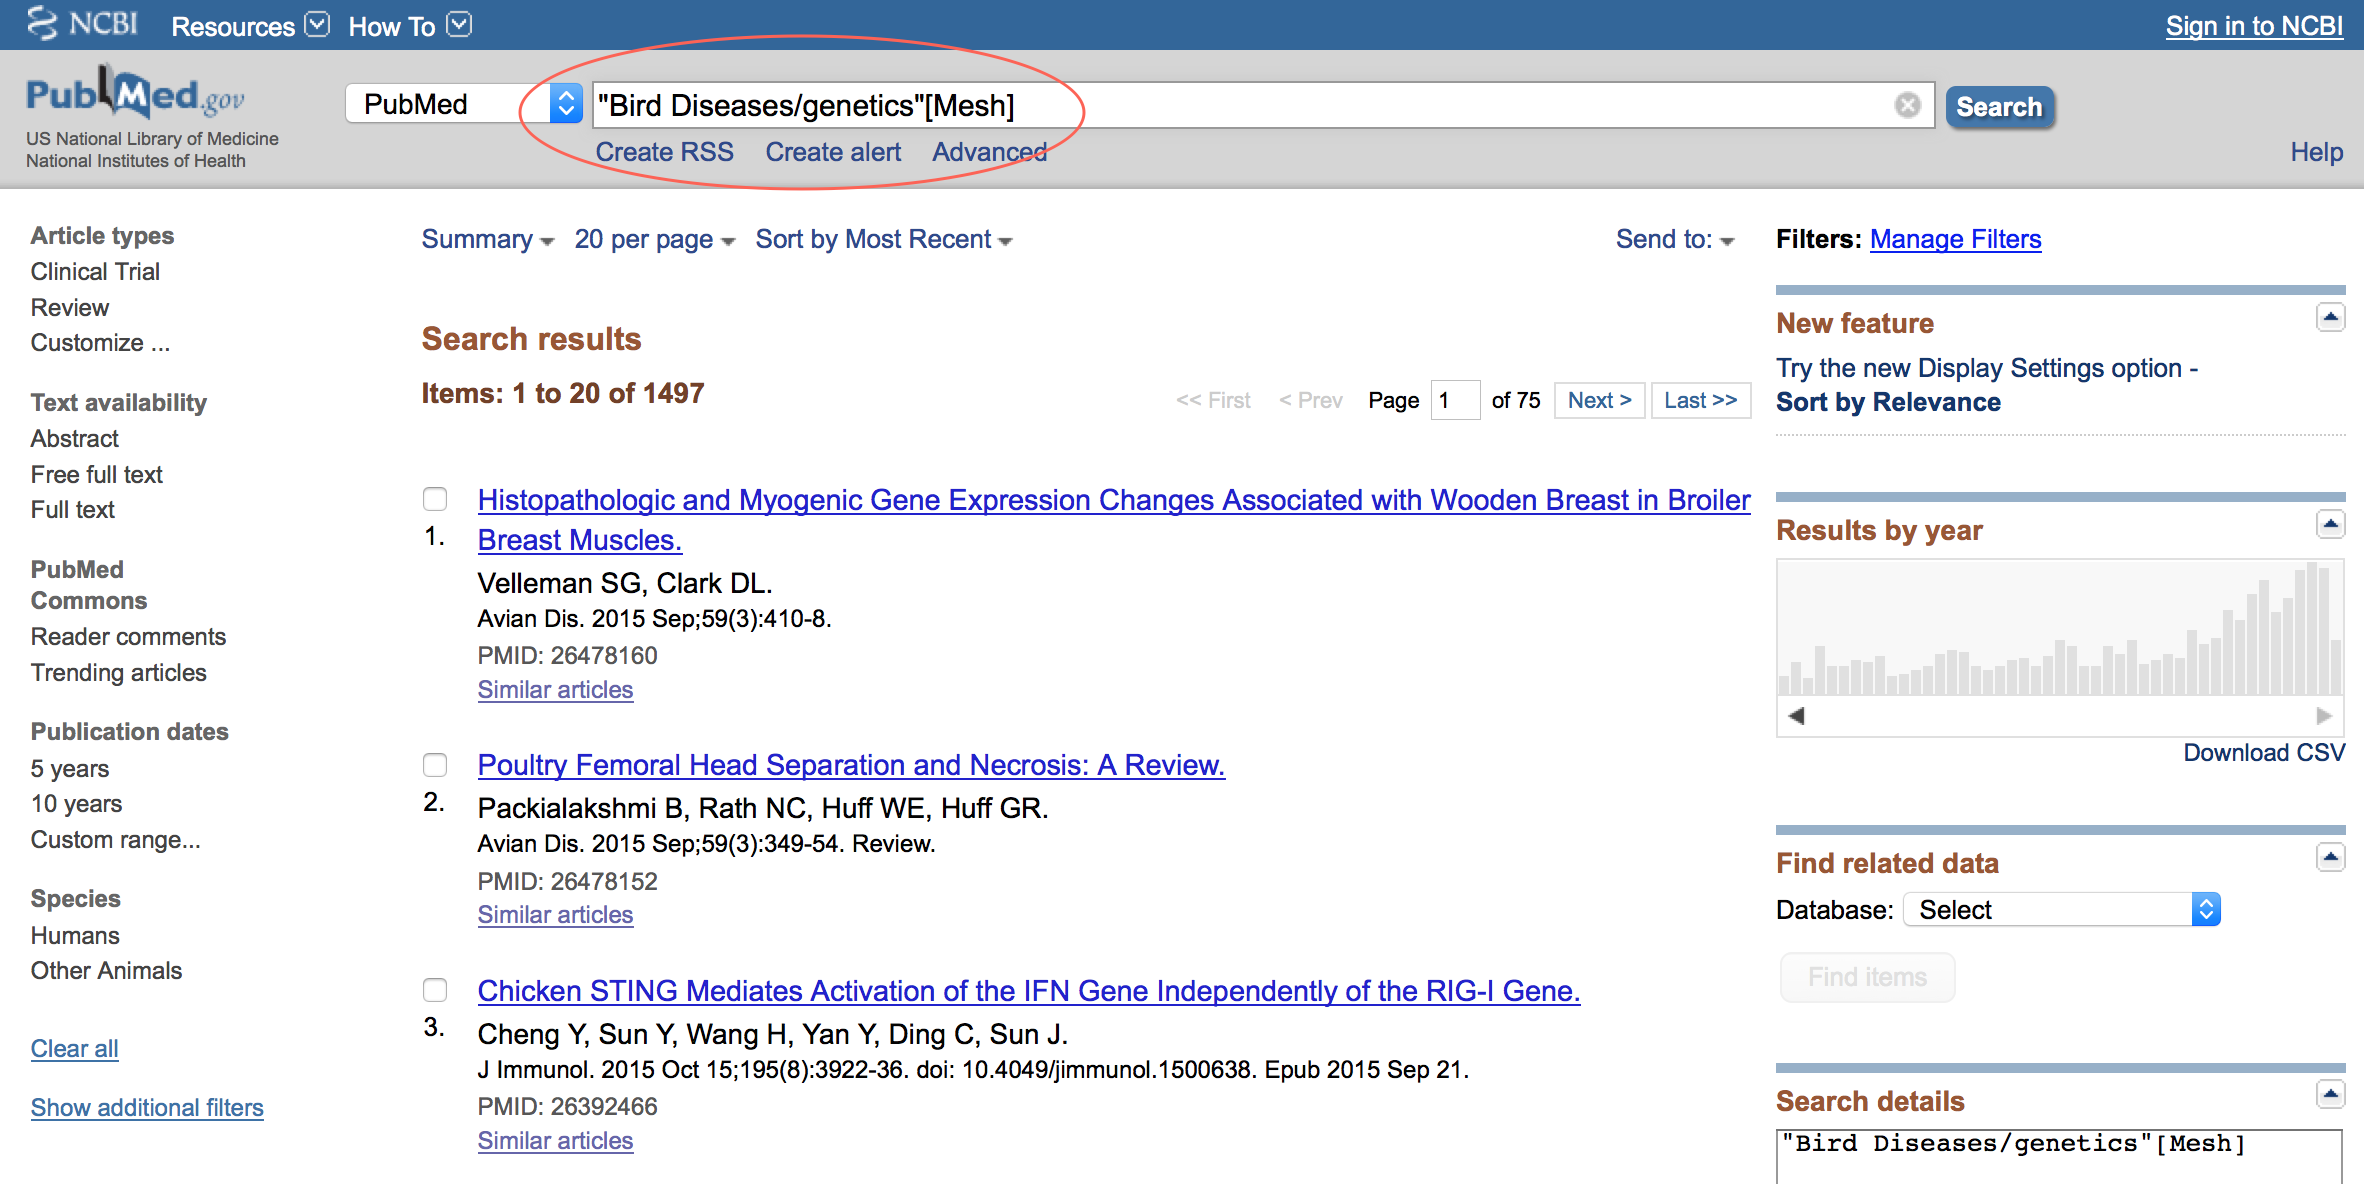 NCBI Resources How To Sign in to NCBI
PubMed.gov
US National Library of Medicine
National Institutes of Health
PubMed
"Bird Diseases/genetics"[Mesh]
Search
Create RSS Create alert Advanced
Help
Article types
Clinical Trial
Review
Customize ...
Text availability
Abstract
Free full text
Full text
PubMed
Commons
Reader comments
Trending articles
Publication dates
5 years
10 years
Custom range...
Species
Humans
Other Animals
Clear all
Show additional filters
Summary 20 per page Sort by Most Recent Send to:
Search results
Items: 1 to 20 of 1497
<< First < Prev Page 1 of 75 Next > Last >>
1.
Histopathologic and Myogenic Gene Expression Changes Associated with Wooden Breast in Broiler
Breast Muscles.
Velleman SG, Clark DL.
Avian Dis. 2015 Sep;59(3):410-8.
PMID: 26478160
Similar articles
2.
Poultry Femoral Head Separation and Necrosis: A Review.
Packialakshmi B, Rath NC, Huff WE, Huff GR.
Avian Dis. 2015 Sep;59(3):349-54. Review.
PMID: 26478152
Similar articles
3.
Chicken STING Mediates Activation of the IFN Gene Independently of the RIG-I Gene.
Cheng Y, Sun Y, Wang H, Yan Y, Ding C, Sun J.
J Immunol. 2015 Oct 15;195(8):3922-36. doi: 10.4049/jimmunol.1500638. Epub 2015 Sep 21.
PMID: 26392466
Similar articles
Filters: Manage Filters
New feature
Try the new Display Settings option -
Sort by Relevance
Results by year
Download CSV
Find related data
Database: Select
Find items
Search details
"Bird Diseases/genetics"[Mesh]